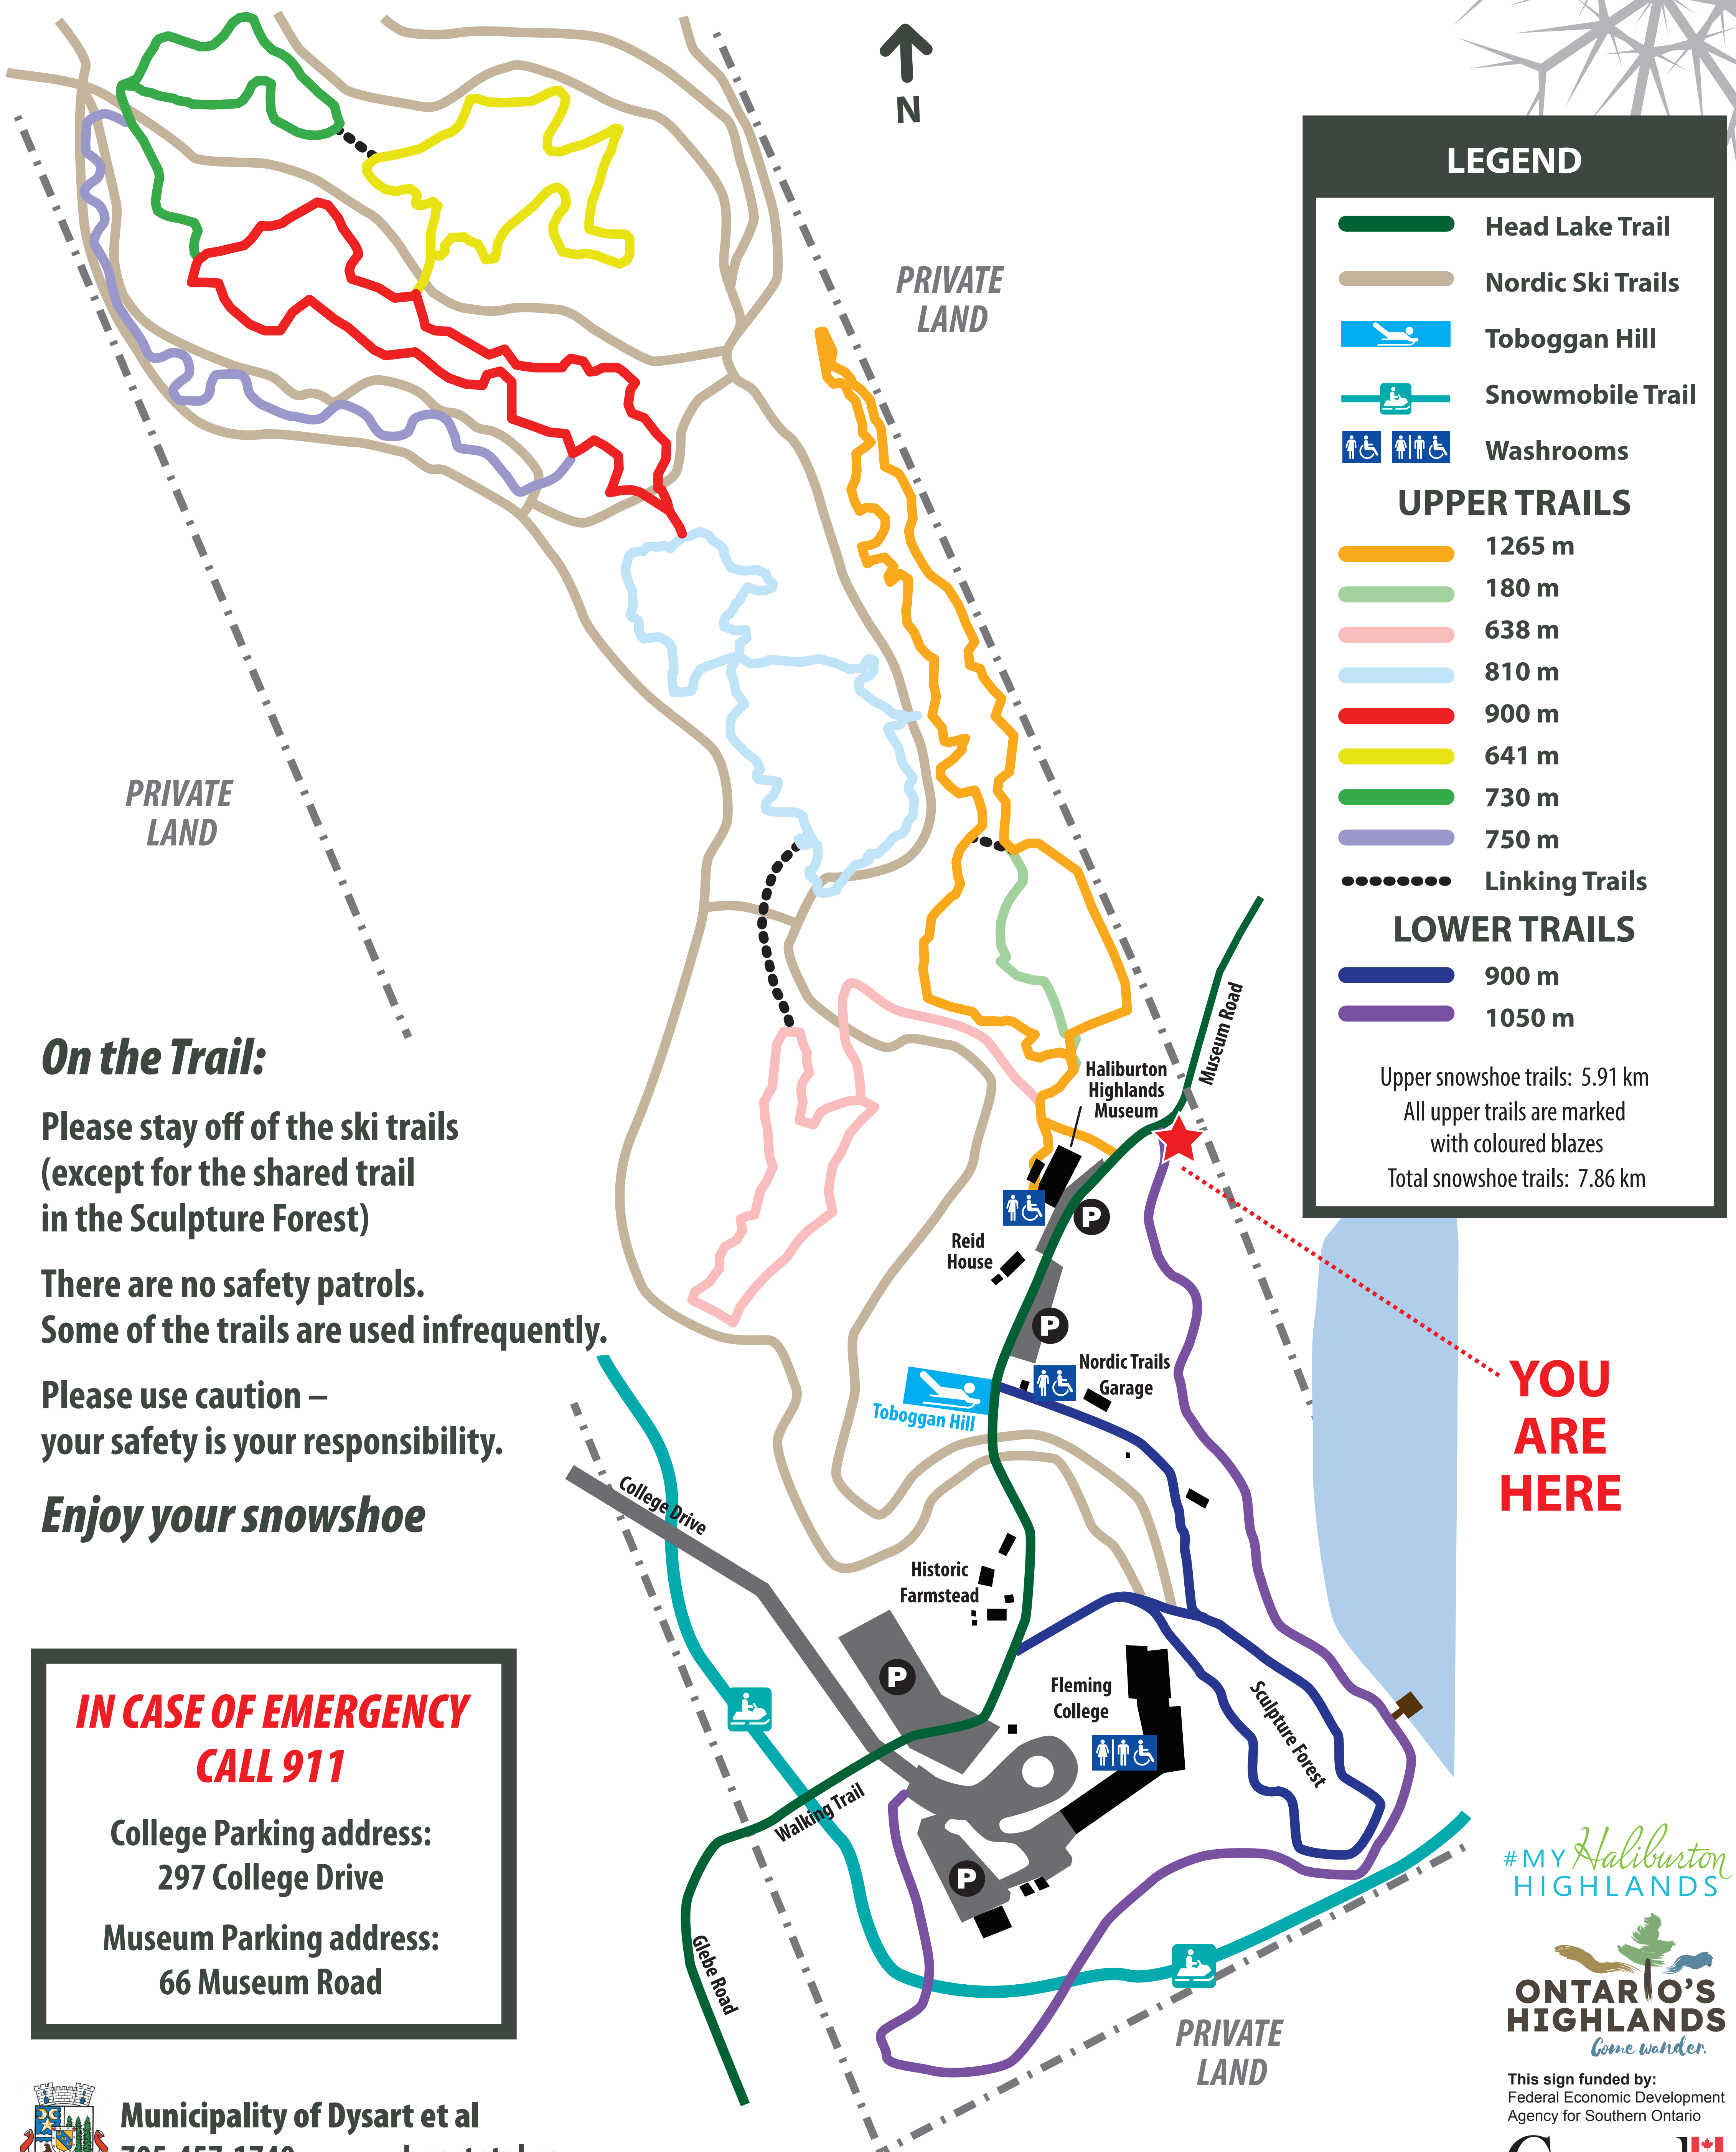 N
PRIVATE
LAND
PRIVATE
LAND
LEGEND
Head Lake Trail
Nordic Ski Trails
Toboggan Hill
Snowmobile Trail
Washrooms
UPPER TRAILS
1265 m
180 m
638 m
810 m
900 m
641 m
730 m
750 m
Linking Trails
LOWER TRAILS
900 m
1050 m
Upper snowshoe trails: 5.91 km
All upper trails are marked
with coloured blazes
Total snowshoe trails: 7.86 km
On the Trail:
Please stay off of the ski trails
(except for the shared trail
in the Sculpture Forest)
There are no safety patrols.
Some of the trails are used infrequently.
Please use caution –
your safety is your responsibility.
Enjoy your snowshoe
Museum Road
Haliburton
Highlands
Museum
P
Reid
House
P
Nordic Trails
Garage
Toboggan Hill
YOU
ARE
HERE
College Drive
Historic
Farmstead
P
Fleming
College
Sculpture Forest
Walking Trail
P
Glebe Road
PRIVATE
LAND
IN CASE OF EMERGENCY
CALL 911
College Parking address:
297 College Drive
Museum Parking address:
66 Museum Road
Municipality of Dysart et al
#MY Haliburton
HIGHLANDS
ONTARIO'S
HIGHLANDS
Come wander.
This sign funded by:
Federal Economic Development
Agency for Southern Ontario